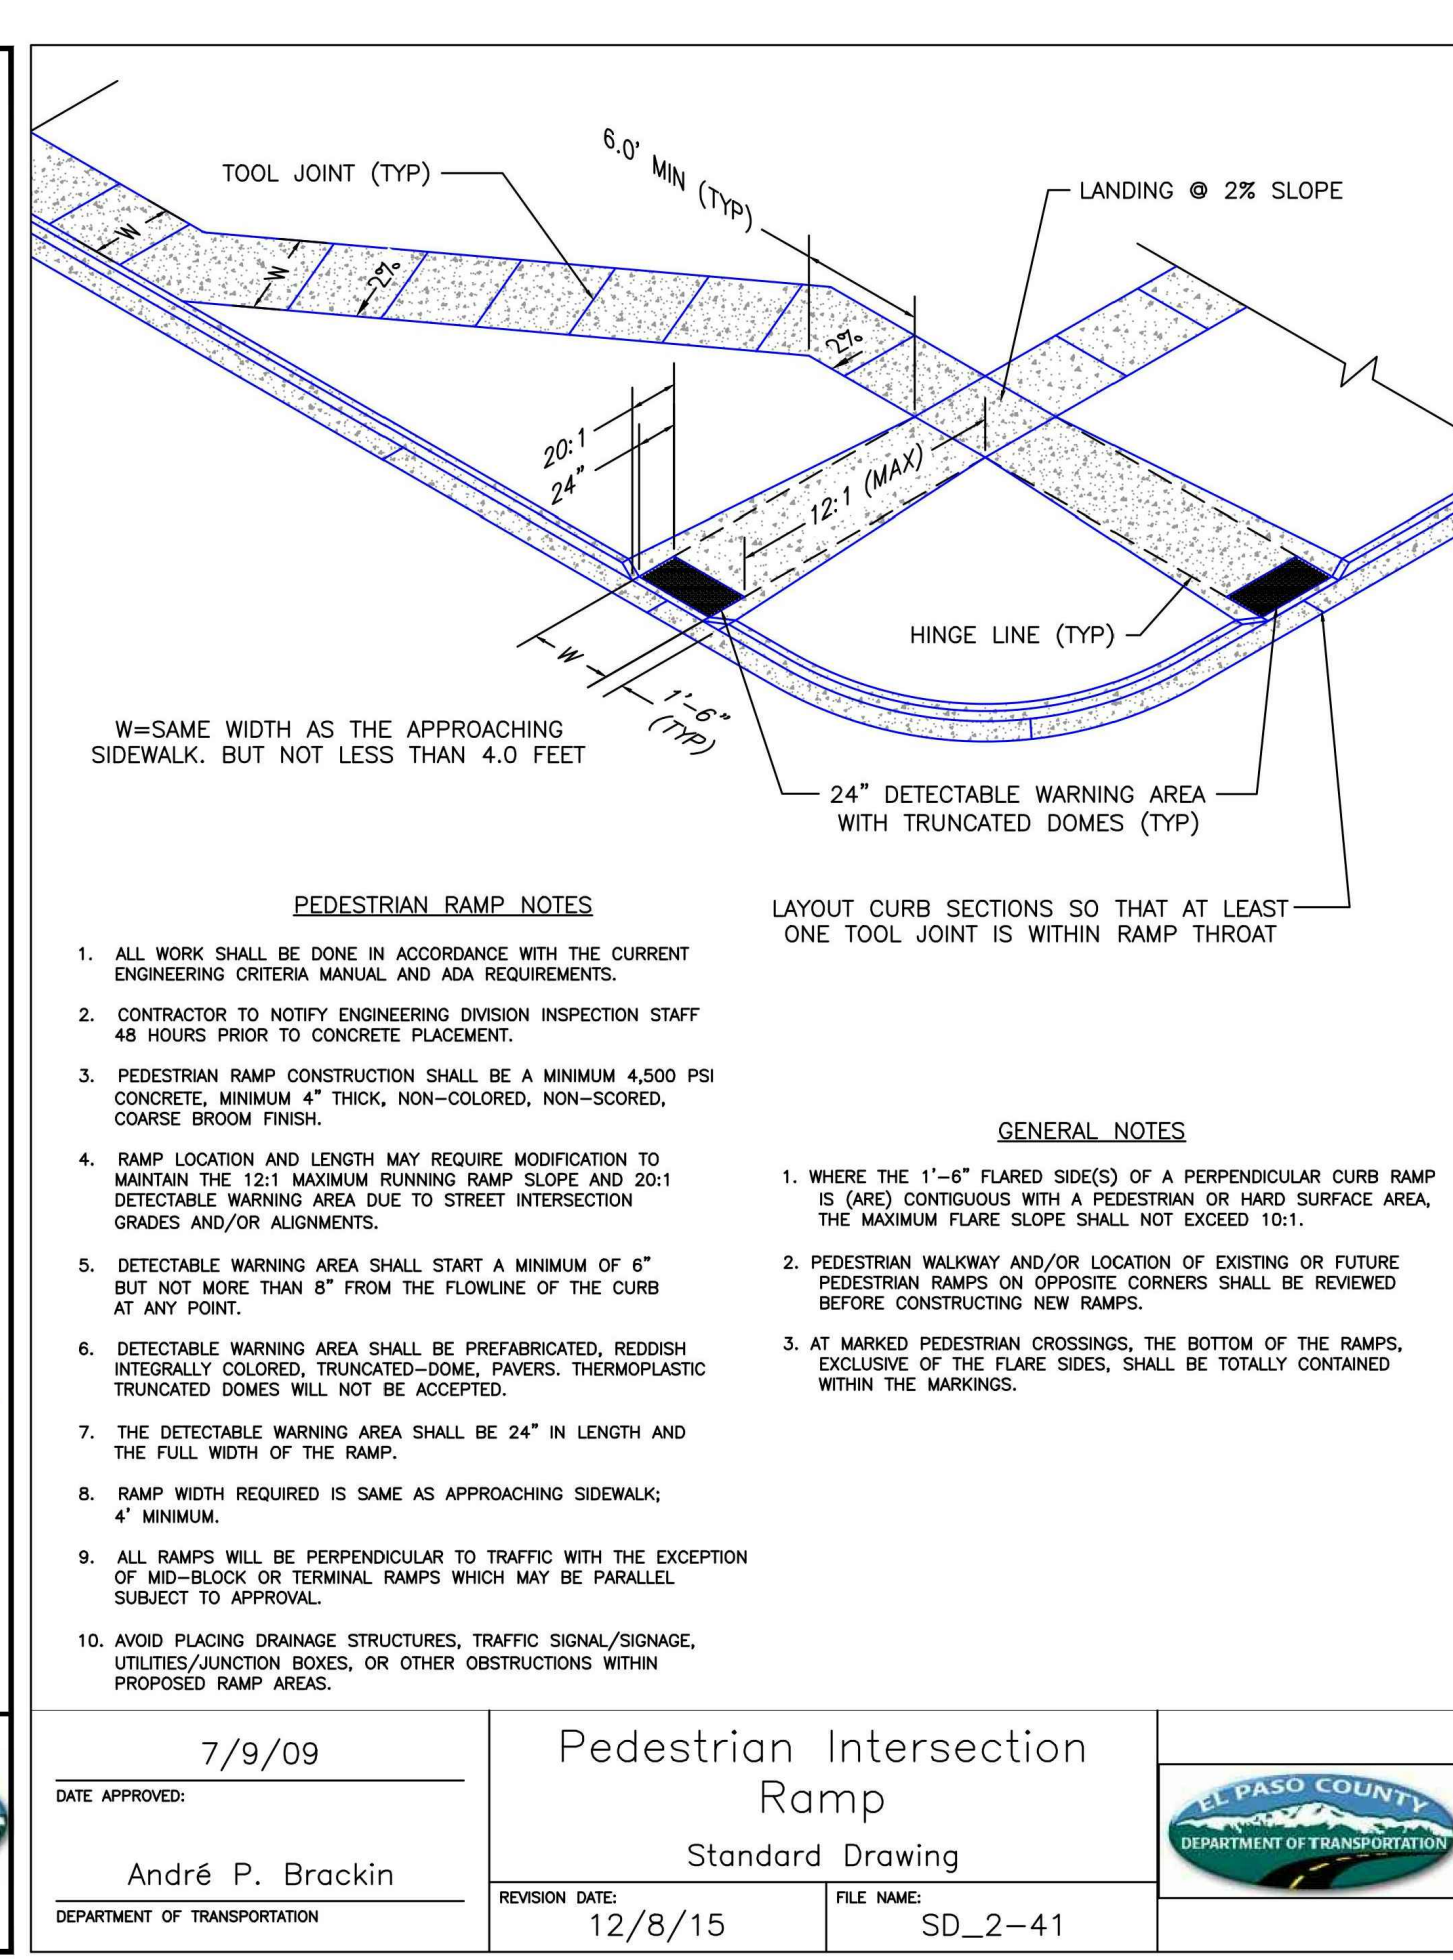 TOOL JOINT (TYP)
6.0' MIN (TYP)
LANDING @ 2% SLOPE
W
W
2%
2%
20:1
24"
12:1 (MAX)
HINGE LINE (TYP)
W
1'-6"
(TYP)
W=SAME WIDTH AS THE APPROACHING
SIDEWALK. BUT NOT LESS THAN 4.0 FEET
24" DETECTABLE WARNING AREA
WITH TRUNCATED DOMES (TYP)
LAYOUT CURB SECTIONS SO THAT AT LEAST
ONE TOOL JOINT IS WITHIN RAMP THROAT
PEDESTRIAN RAMP NOTES
1. ALL WORK SHALL BE DONE IN ACCORDANCE WITH THE CURRENT
ENGINEERING CRITERIA MANUAL AND ADA REQUIREMENTS.
2. CONTRACTOR TO NOTIFY ENGINEERING DIVISION INSPECTION STAFF
48 HOURS PRIOR TO CONCRETE PLACEMENT.
3. PEDESTRIAN RAMP CONSTRUCTION SHALL BE A MINIMUM 4,500 PSI
CONCRETE, MINIMUM 4" THICK, NON-COLORED, NON-SCORED,
COARSE BROOM FINISH.
4. RAMP LOCATION AND LENGTH MAY REQUIRE MODIFICATION TO
MAINTAIN THE 12:1 MAXIMUM RUNNING RAMP SLOPE AND 20:1
DETECTABLE WARNING AREA DUE TO STREET INTERSECTION
GRADES AND/OR ALIGNMENTS.
5. DETECTABLE WARNING AREA SHALL START A MINIMUM OF 6"
BUT NOT MORE THAN 8" FROM THE FLOWLINE OF THE CURB
AT ANY POINT.
6. DETECTABLE WARNING AREA SHALL BE PREFABRICATED, REDDISH
INTEGRALLY COLORED, TRUNCATED-DOME, PAVERS. THERMOPLASTIC
TRUNCATED DOMES WILL NOT BE ACCEPTED.
7. THE DETECTABLE WARNING AREA SHALL BE 24" IN LENGTH AND
THE FULL WIDTH OF THE RAMP.
8. RAMP WIDTH REQUIRED IS SAME AS APPROACHING SIDEWALK;
4' MINIMUM.
9. ALL RAMPS WILL BE PERPENDICULAR TO TRAFFIC WITH THE EXCEPTION
OF MID-BLOCK OR TERMINAL RAMPS WHICH MAY BE PARALLEL
SUBJECT TO APPROVAL.
10. AVOID PLACING DRAINAGE STRUCTURES, TRAFFIC SIGNAL/SIGNAGE,
UTILITIES/JUNCTION BOXES, OR OTHER OBSTRUCTIONS WITHIN
PROPOSED RAMP AREAS.
GENERAL NOTES
1. WHERE THE 1'-6" FLARED SIDE(S) OF A PERPENDICULAR CURB RAMP
IS (ARE) CONTIGUOUS WITH A PEDESTRIAN OR HARD SURFACE AREA,
THE MAXIMUM FLARE SLOPE SHALL NOT EXCEED 10:1.
2. PEDESTRIAN WALKWAY AND/OR LOCATION OF EXISTING OR FUTURE
PEDESTRIAN RAMPS ON OPPOSITE CORNERS SHALL BE REVIEWED
BEFORE CONSTRUCTING NEW RAMPS.
3. AT MARKED PEDESTRIAN CROSSINGS, THE BOTTOM OF THE RAMPS,
EXCLUSIVE OF THE FLARE SIDES, SHALL BE TOTALLY CONTAINED
WITHIN THE MARKINGS.
7/9/09
DATE APPROVED:
André P. Brackin
DEPARTMENT OF TRANSPORTATION
Pedestrian Intersection
Ramp
Standard Drawing
REVISION DATE:
12/8/15
FILE NAME:
SD_2-41
EL PASO COUNTY
DEPARTMENT OF TRANSPORTATION